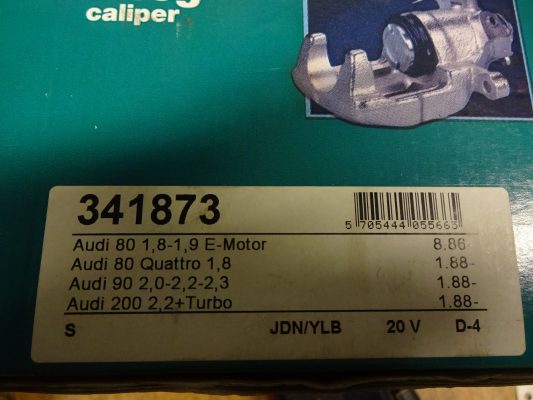 caliper
341873
5 705444 055663
Audi 80 1,8-1,9 E-Motor 8.86-
Audi 80 Quattro 1,8 1.88-
Audi 90 2,0-2,2-2,3 1.88-
Audi 200 2,2+Turbo 1.88-
S JDN/YLB 20 V D-4